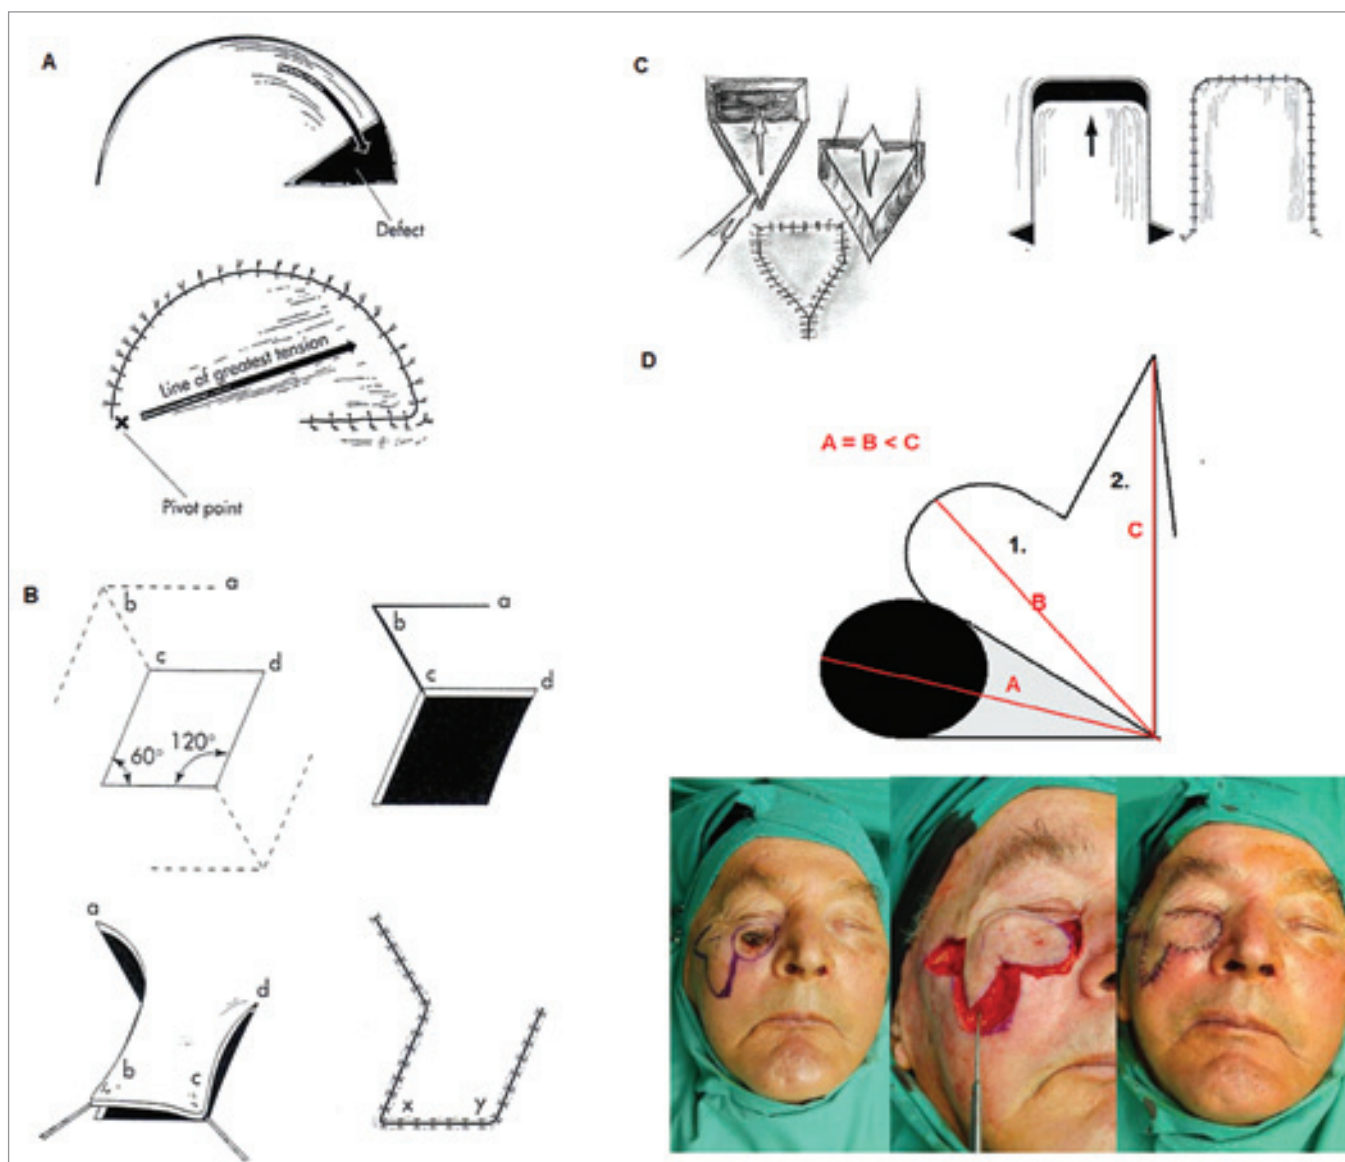 A
Defect
Line of greatest tension
Pivot point
B
a
b
c
d
60°
120°
a
b
c
d
a
d
b
c
x
y
C
D
A = B < C
2.
C
1.
B
A